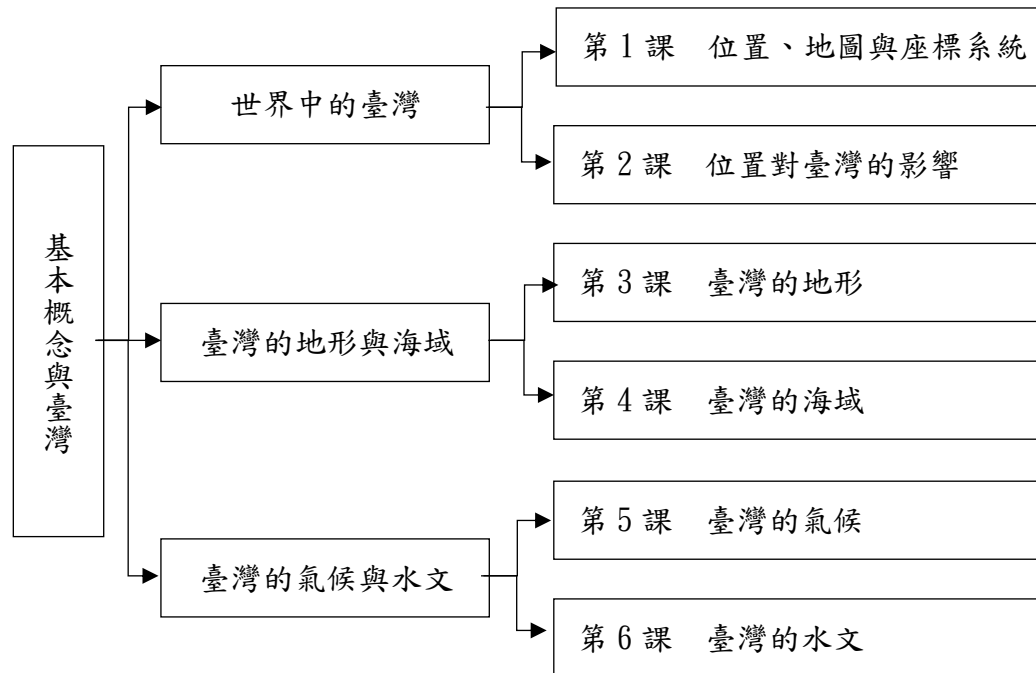 基本概念與臺灣
世界中的臺灣
第1課 位置、地圖與座標系統
第2課 位置對臺灣的影響
臺灣的地形與海域
第3課 臺灣的地形
第4課 臺灣的海域
臺灣的氣候與水文
第5課 臺灣的氣候
第6課 臺灣的水文